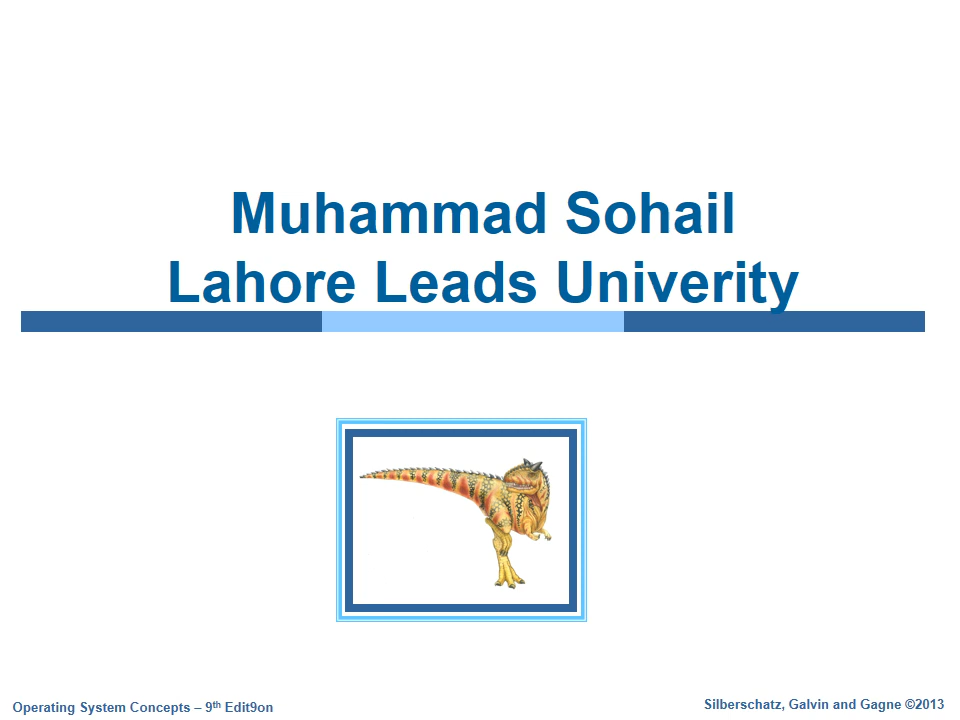 Muhammad Sohail
Lahore Leads Univerity
Operating System Concepts – 9th Edit9on
Silberschatz, Galvin and Gagne ©2013